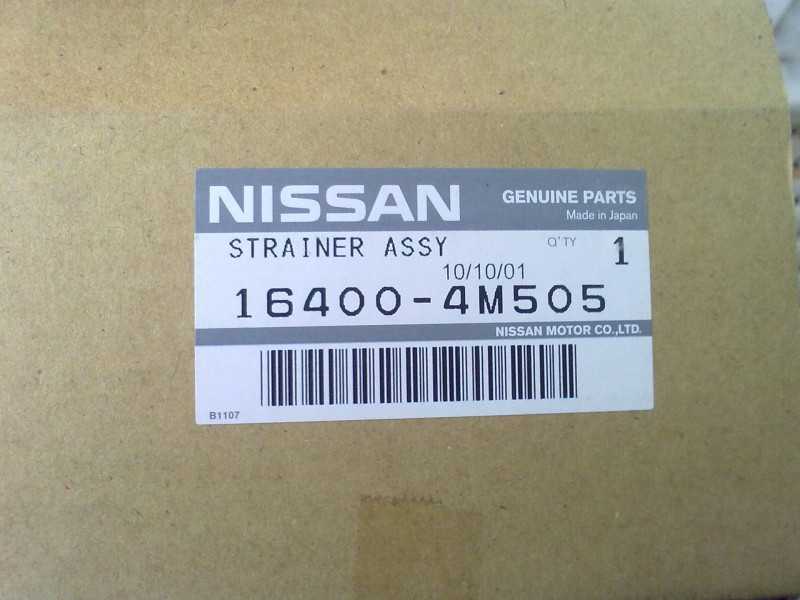 NISSAN
GENUINE PARTS
Made in Japan
STRAINER ASSY
Q'TY 1
10/10/01
16400-4M505
NISSAN MOTOR CO.,LTD.
B1107